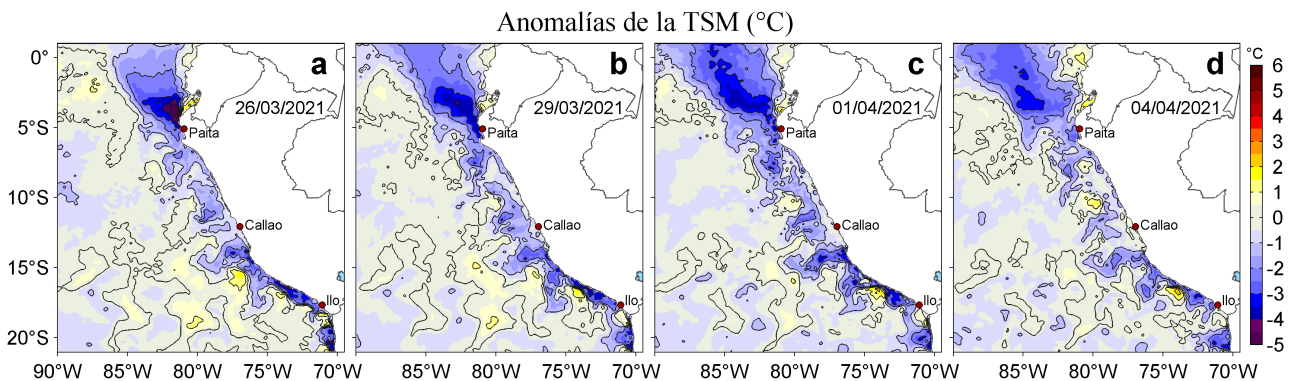 Anomalías de la TSM (°C)
a b c d
°C
26/03/2021 29/03/2021 01/04/2021 04/04/2021
Paita Paita Paita Paita
Callao Callao Callao Callao
Ilo Ilo Ilo Ilo
0°
5°S
10°S
15°S
20°S
90°W 85°W 80°W 75°W 70°W 85°W 80°W 75°W 70°W 85°W 80°W 75°W 70°W 85°W 80°W 75°W 70°W
6
5
4
3
2
1
0
-1
-2
-3
-4
-5